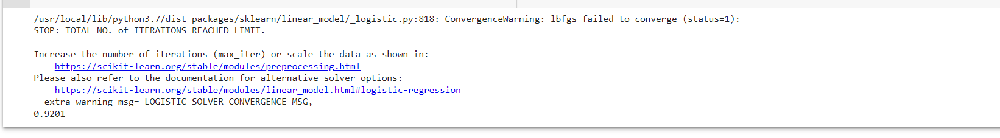 /usr/local/lib/python3.7/dist-packages/sklearn/linear_model/_logistic.py:818: ConvergenceWarning: lbfgs failed to converge (status=1):
STOP: TOTAL NO. of ITERATIONS REACHED LIMIT.
Increase the number of iterations (max_iter) or scale the data as shown in:
https://scikit-learn.org/stable/modules/preprocessing.html
Please also refer to the documentation for alternative solver options:
https://scikit-learn.org/stable/modules/linear_model.html#logistic-regression
extra_warning_msg=_LOGISTIC_SOLVER_CONVERGENCE_MSG,
0.9201